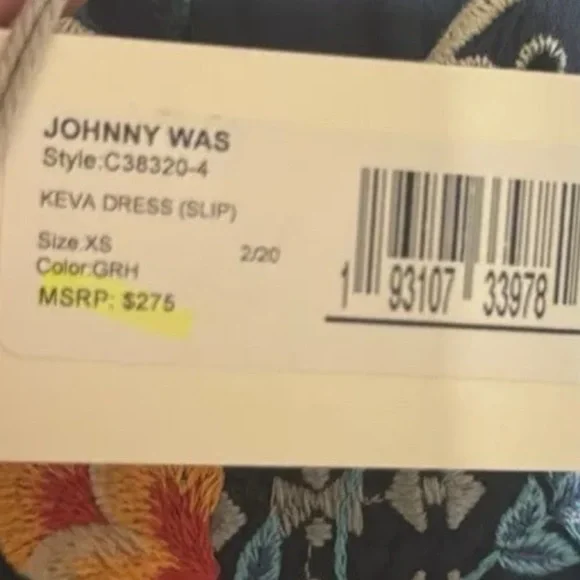 JOHNNY WAS
Style:C38320-4
KEVA DRESS (SLIP)
Size:XS 2/20
Color:GRH
MSRP: $275
1 93107 33978